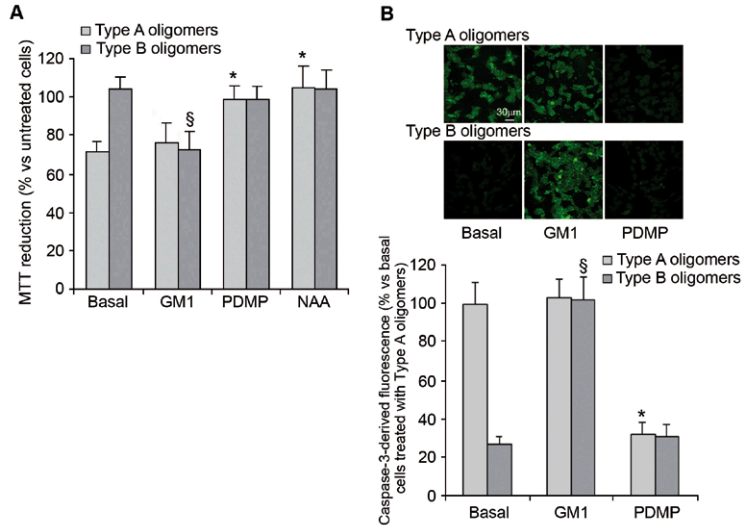 A
Type A oligomers
Type B oligomers
MTT reduction (% vs untreated cells)
120
100
80
60
40
20
0
*
*
§
Basal
GM1
PDMP
NAA
B
Type A oligomers
30μm
Type B oligomers
Basal
GM1
PDMP
Type A oligomers
Type B oligomers
Caspase-3-derived fluorescence (% vs basal
cells treated with Type A oligomers)
120
100
80
60
40
20
0
§
*
Basal
GM1
PDMP